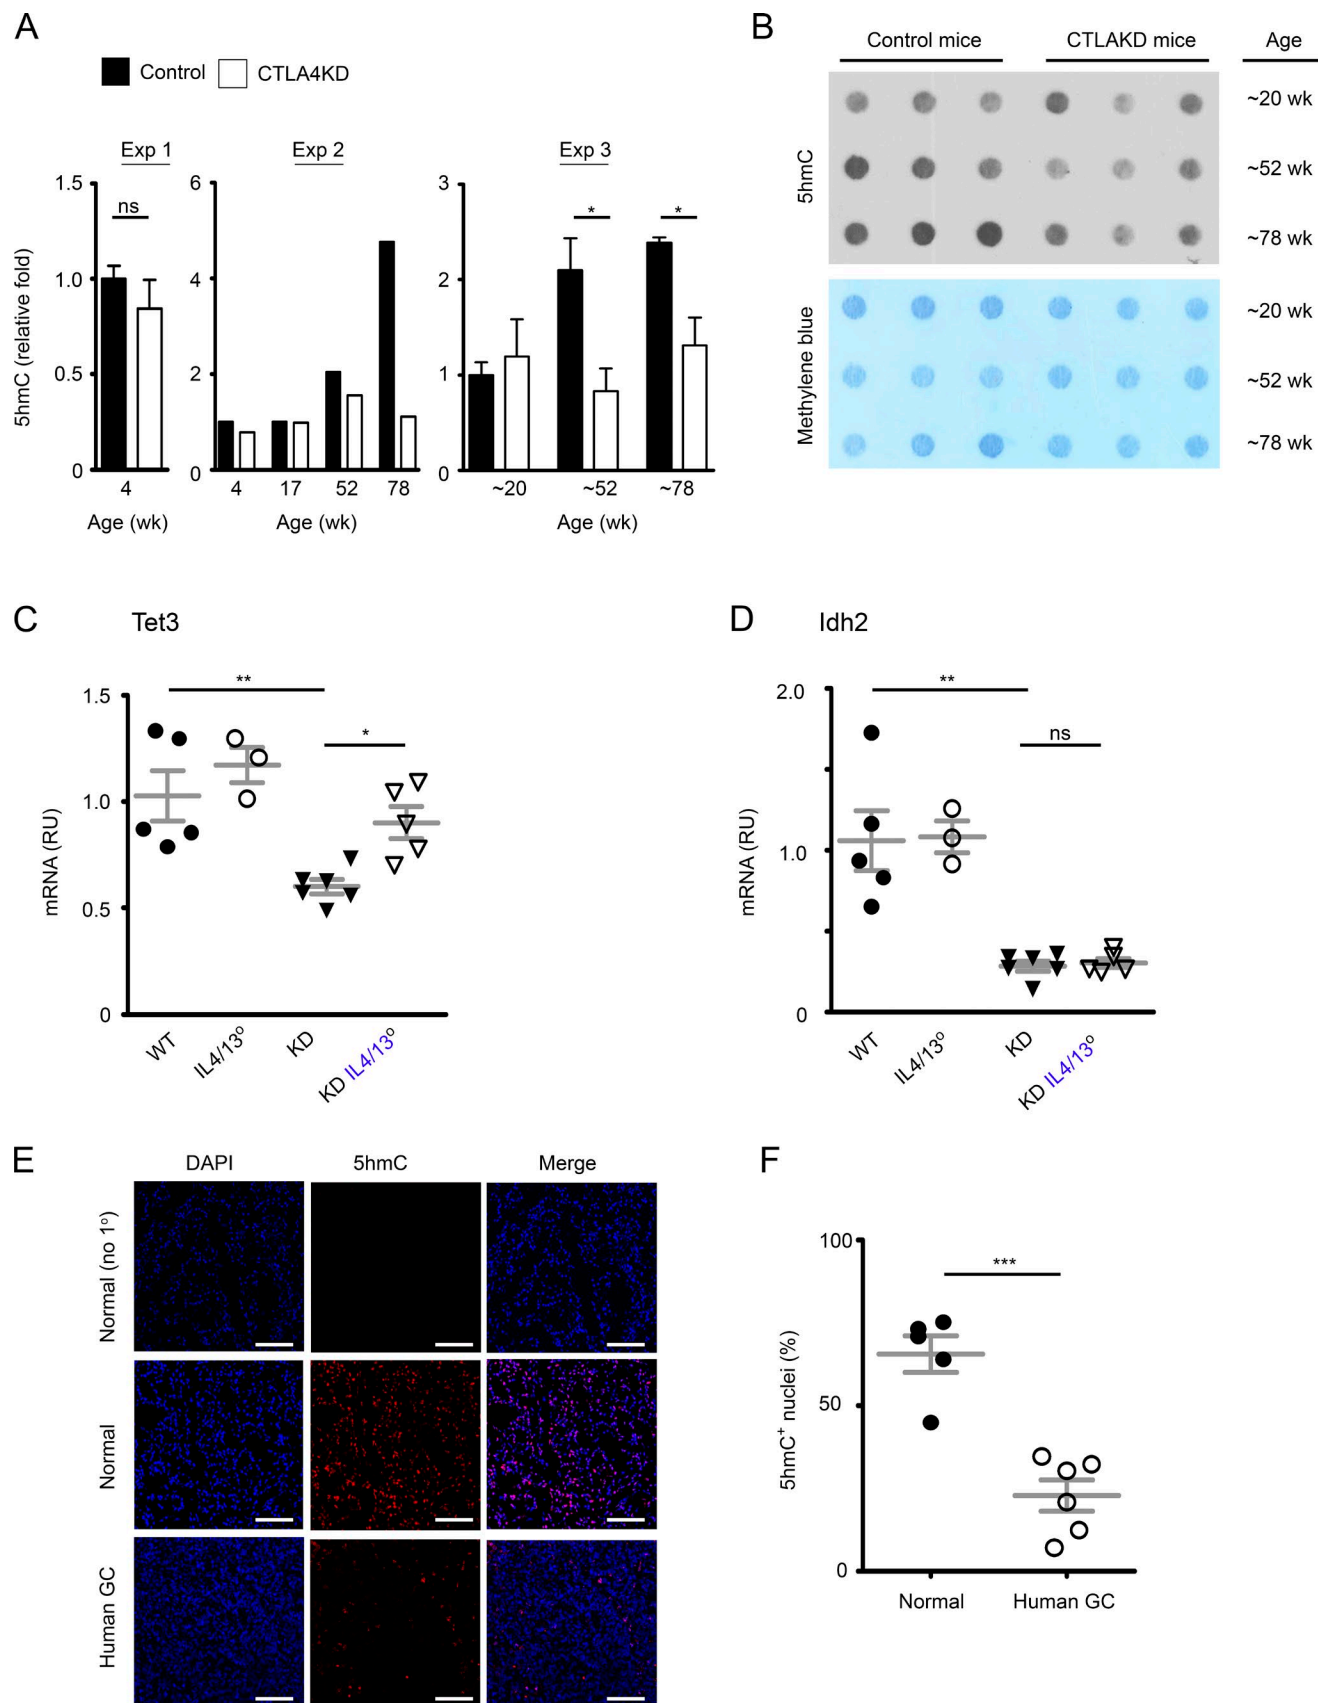 A
Control
CTLA4KD
Exp 1
Exp 2
Exp 3
5hmC (relative fold)
1.5
1.0
0.5
0
ns
4
Age (wk)
6
4
2
0
4
17
52
78
Age (wk)
3
2
1
0
*
*
~20
~52
~78
Age (wk)
B
Control mice
CTLAKD mice
Age
5hmC
~20 wk
~52 wk
~78 wk
Methylene blue
~20 wk
~52 wk
~78 wk
C
Tet3
mRNA (RU)
1.5
1.0
0.5
0
**
*
WT
IL4/13º
KD
KD IL4/13º
D
Idh2
mRNA (RU)
2.0
1.0
0
**
ns
WT
IL4/13º
KD
KD IL4/13º
E
DAPI
5hmC
Merge
Normal (no 1º)
Normal
Human GC
F
5hmC⁺ nuclei (%)
100
50
0
***
Normal
Human GC